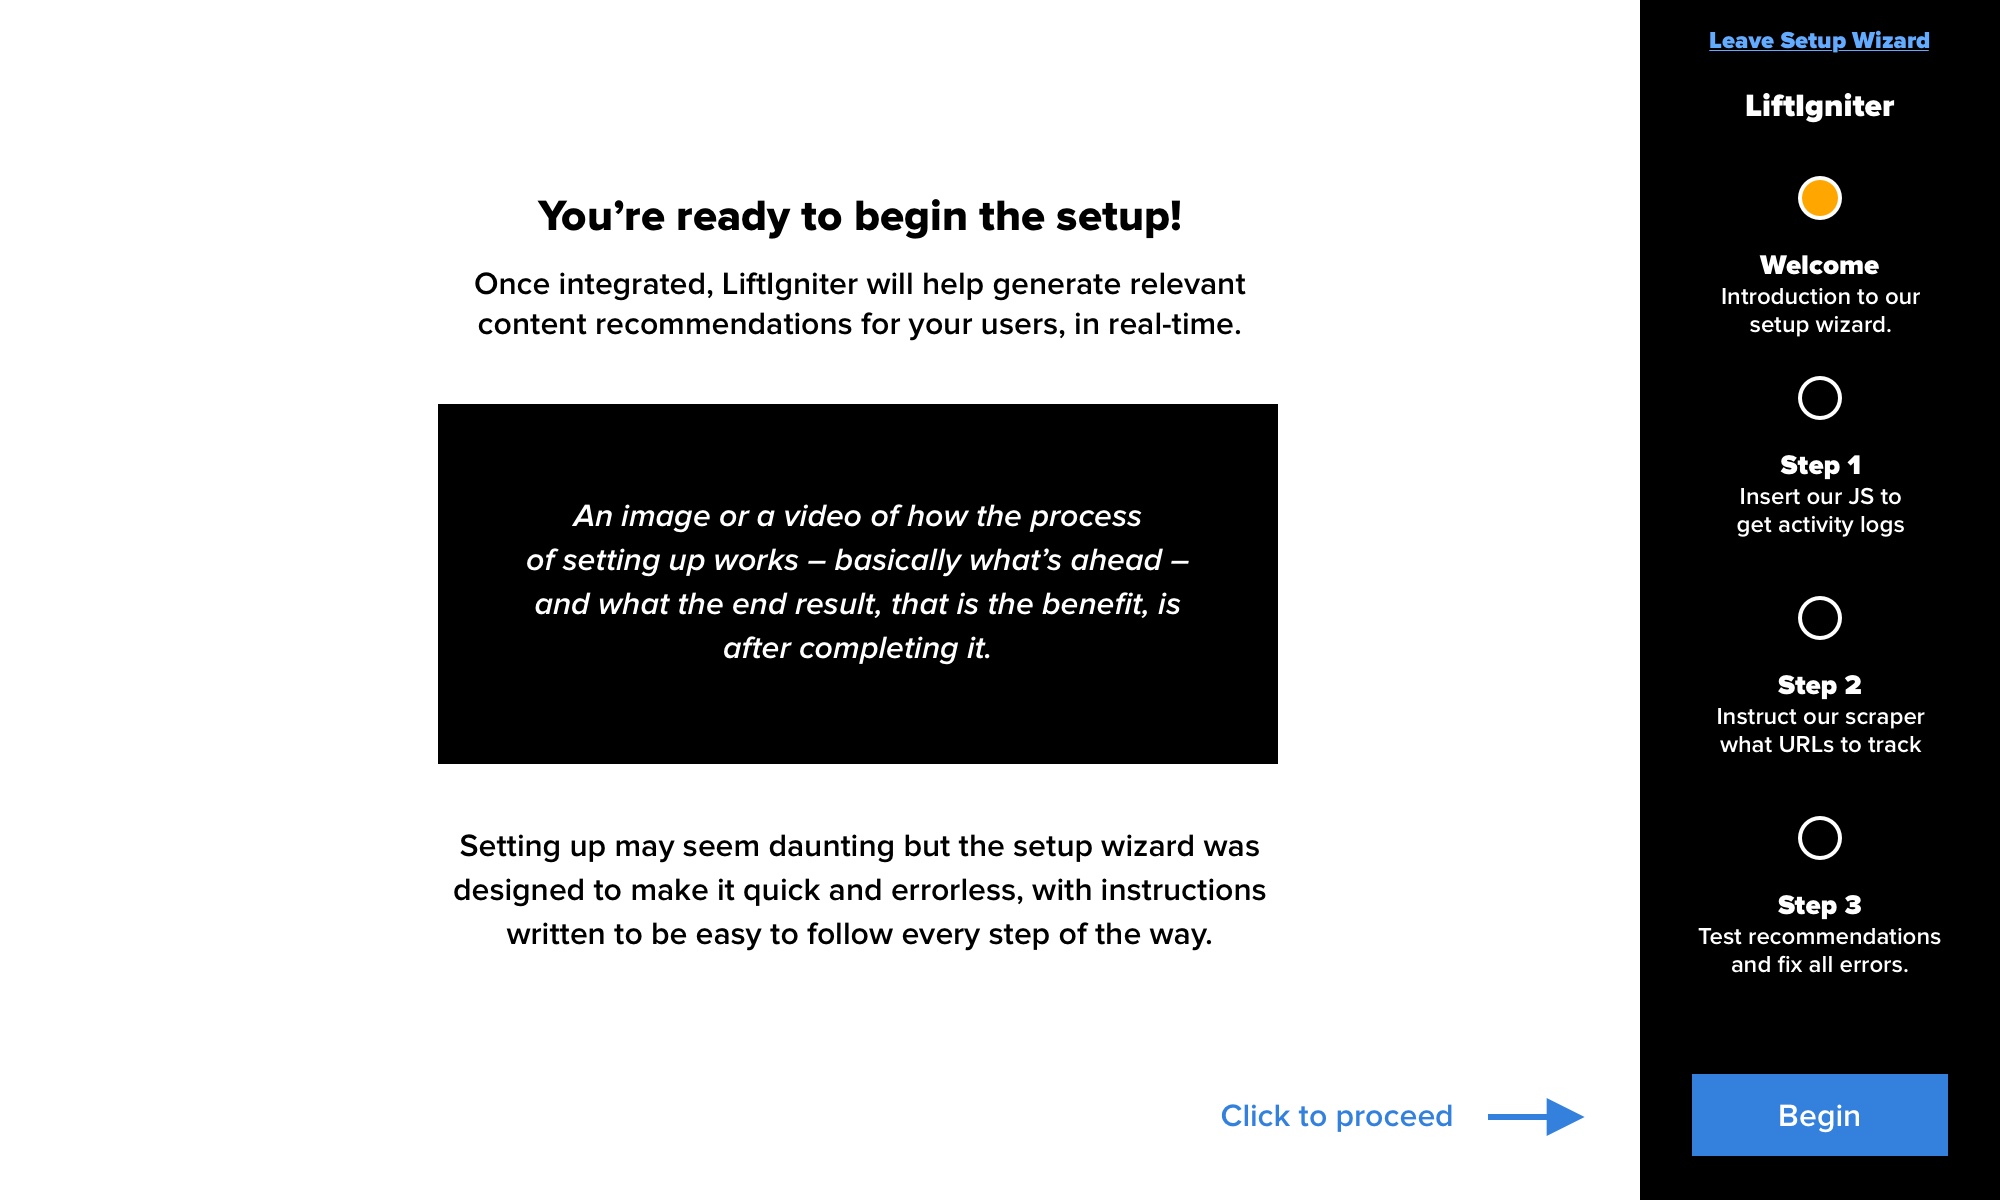 You’re ready to begin the setup!
Once integrated, LiftIgniter will help generate relevant
content recommendations for your users, in real-time.
An image or a video of how the process
of setting up works – basically what’s ahead –
and what the end result, that is the benefit, is
after completing it.
Setting up may seem daunting but the setup wizard was
designed to make it quick and errorless, with instructions
written to be easy to follow every step of the way.
Click to proceed
Leave Setup Wizard
LiftIgniter
Welcome
Introduction to our
setup wizard.
Step 1
Insert our JS to
get activity logs
Step 2
Instruct our scraper
what URLs to track
Step 3
Test recommendations
and fix all errors.
Begin